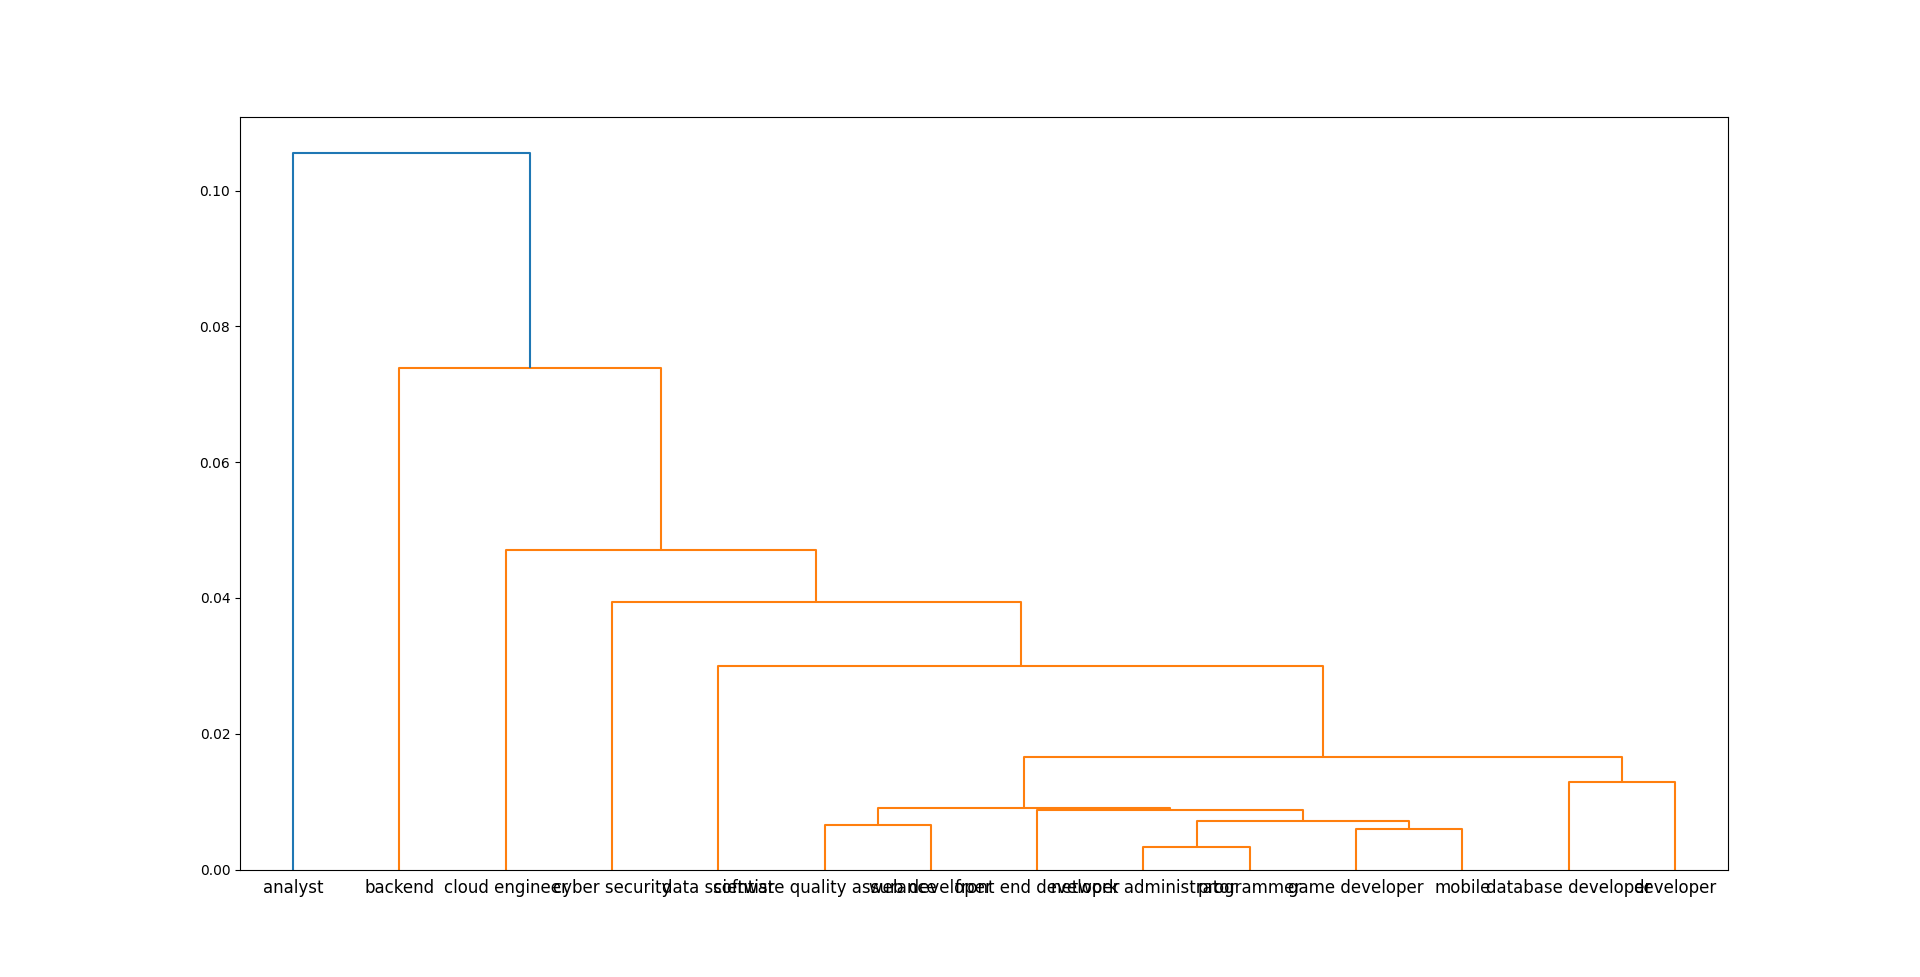 0.10
0.08
0.06
0.04
0.02
0.00
analyst
backend
cloud engineer
cyber security
data scientist
software quality assurance
web developer
front end developer
network administrator
programmer
game developer
mobile
database developer
developer